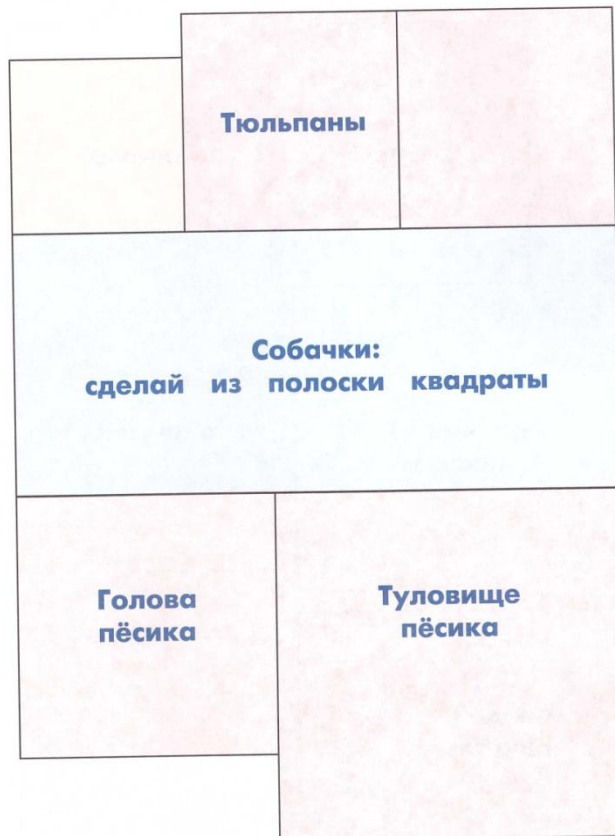 Тюльпаны
Собачки:
сделай из полоски квадраты
Голова
пёсика
Туловище
пёсика